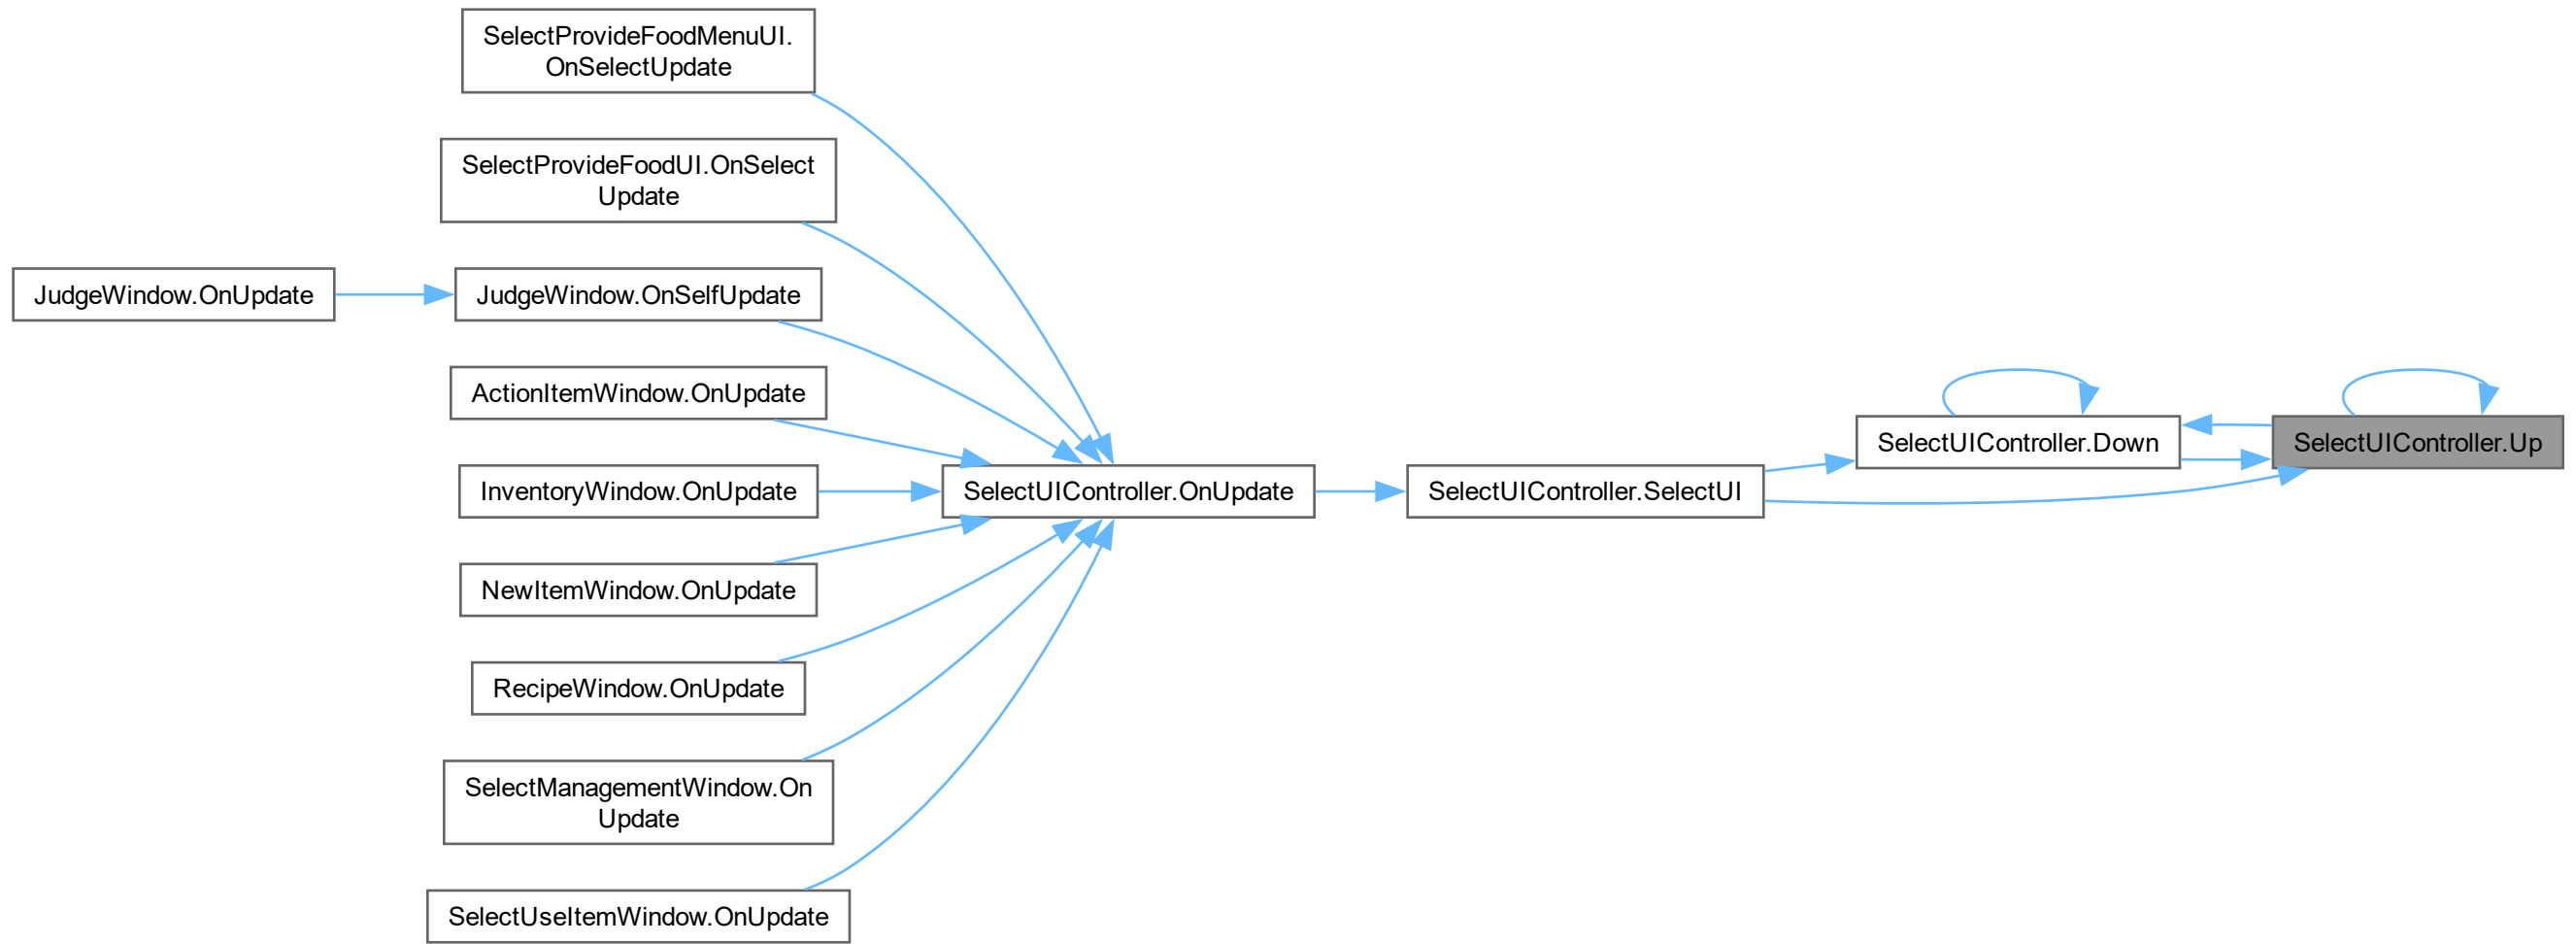 SelectProvideFoodMenuUI.
OnSelectUpdate
SelectProvideFoodUI.OnSelect
Update
JudgeWindow.OnUpdate
JudgeWindow.OnSelfUpdate
ActionItemWindow.OnUpdate
InventoryWindow.OnUpdate
NewItemWindow.OnUpdate
RecipeWindow.OnUpdate
SelectManagementWindow.On
Update
SelectUseItemWindow.OnUpdate
SelectUIController.OnUpdate
SelectUIController.SelectUI
SelectUIController.Down
SelectUIController.Up